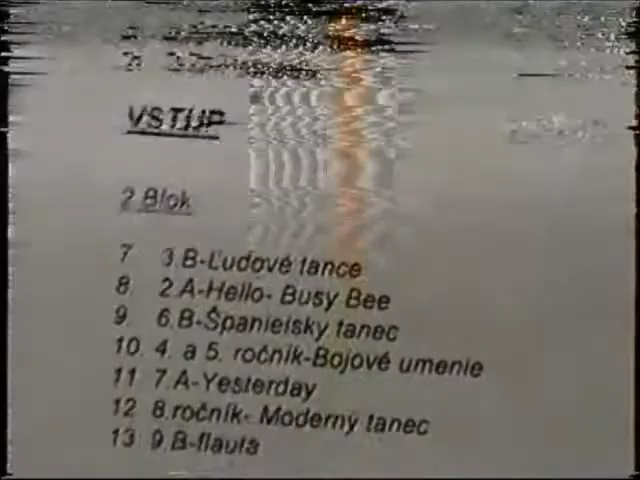 VSTUP
2 Blok
7 3.B-Ľudové tance
8 2.A-Hello- Busy Bee
9. 6.B-Španielsky tanec
10. 4. a 5. ročník-Bojové umenie
11 7.A-Yesterday
12 8.ročník- Moderný tanec
13 9.B-flauta